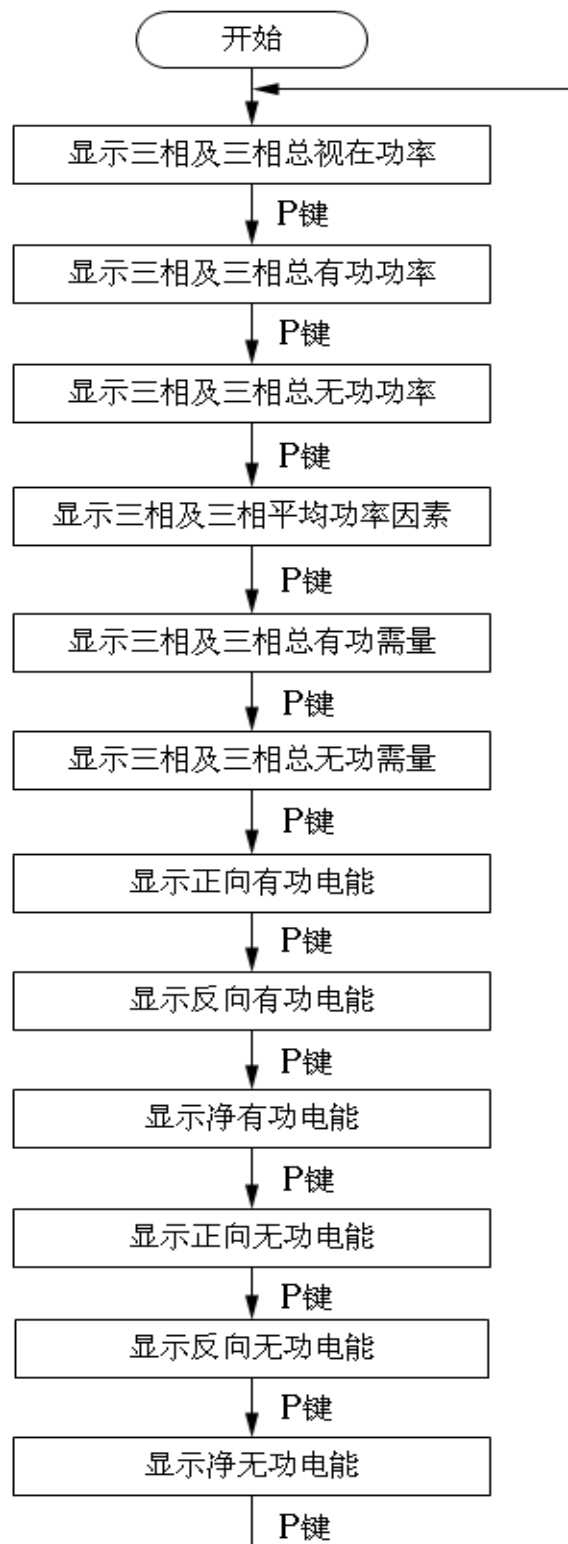 开始
显示三相及三相总视在功率
P键
显示三相及三相总有功功率
P键
显示三相及三相总无功功率
P键
显示三相及三相平均功率因素
P键
显示三相及三相总有功需量
P键
显示三相及三相总无功需量
P键
显示正向有功电能
P键
显示反向有功电能
P键
显示净有功电能
P键
显示正向无功电能
P键
显示反向无功电能
P键
显示净无功电能
P键